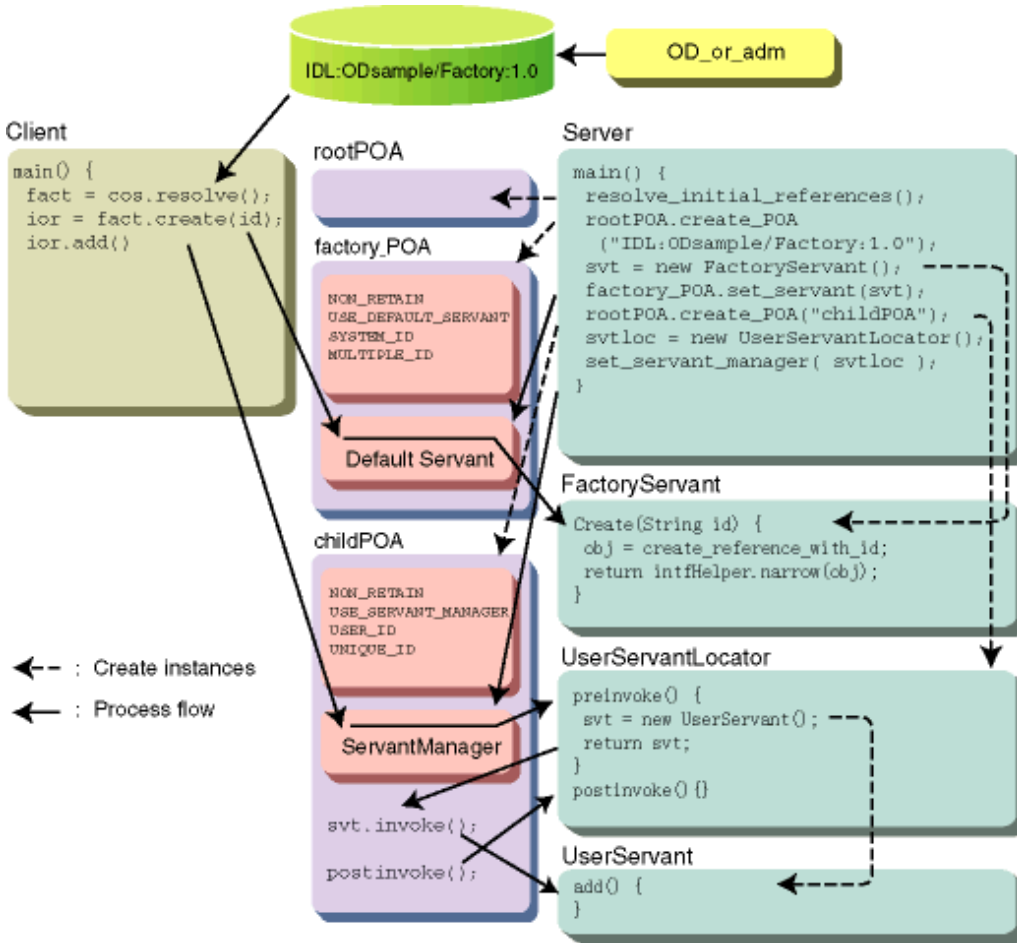 OD_or_adm
IDL:ODsample/Factory:1.0
Client
main() {
fact = cos.resolve();
ior = fact.create(id);
ior.add()
rootPOA
factory_POA
NON_RETAIN
USE_DEFAULT_SERVANT
SYSTEM_ID
MULTIPLE_ID
Default Servant
childPOA
NON_RETAIN
USE_SERVANT_MANAGER
USER_ID
UNIQUE_ID
ServantManager
svt.invoke();
postinvoke();
Server
main() {
resolve_initial_references();
rootPOA.create_POA
("IDL:ODsample/Factory:1.0");
svt = new FactoryServant();
factory_POA.set_servant(svt);
rootPOA.create_POA("childPOA");
svtloc = new UserServantLocator();
set_servant_manager( svtloc );
}
FactoryServant
Create(String id) {
obj = create_reference_with_id;
return intfHelper.narrow(obj);
}
UserServantLocator
preinvoke() {
svt = new UserServant();
return svt;
}
postinvoke(){}
UserServant
add() {
}
: Create instances
: Process flow